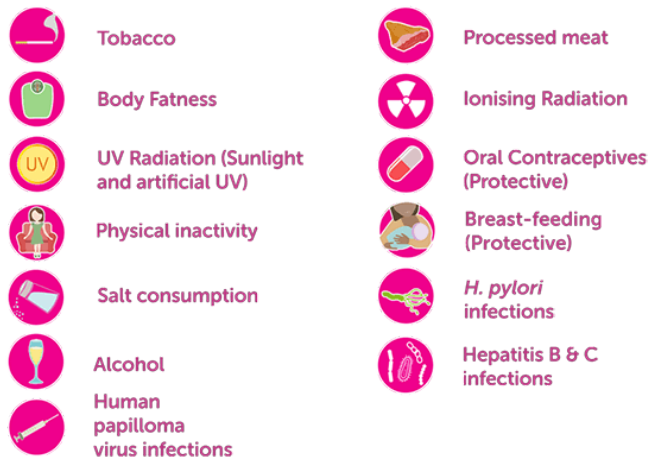 Tobacco
Body Fatness
UV
UV Radiation (Sunlight
and artificial UV)
Physical inactivity
Salt consumption
Alcohol
Human
papilloma
virus infections
Processed meat
Ionising Radiation
Oral Contraceptives
(Protective)
Breast-feeding
(Protective)
H. pylori
infections
Hepatitis B & C
infections